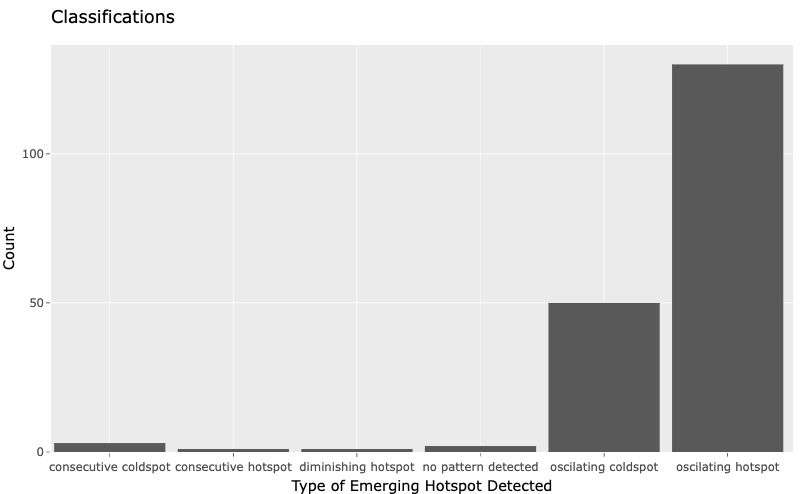 Classifications
100
50
0
Count
consecutive coldspot consecutive hotspot diminishing hotspot no pattern detected oscilating coldspot oscilating hotspot
Type of Emerging Hotspot Detected